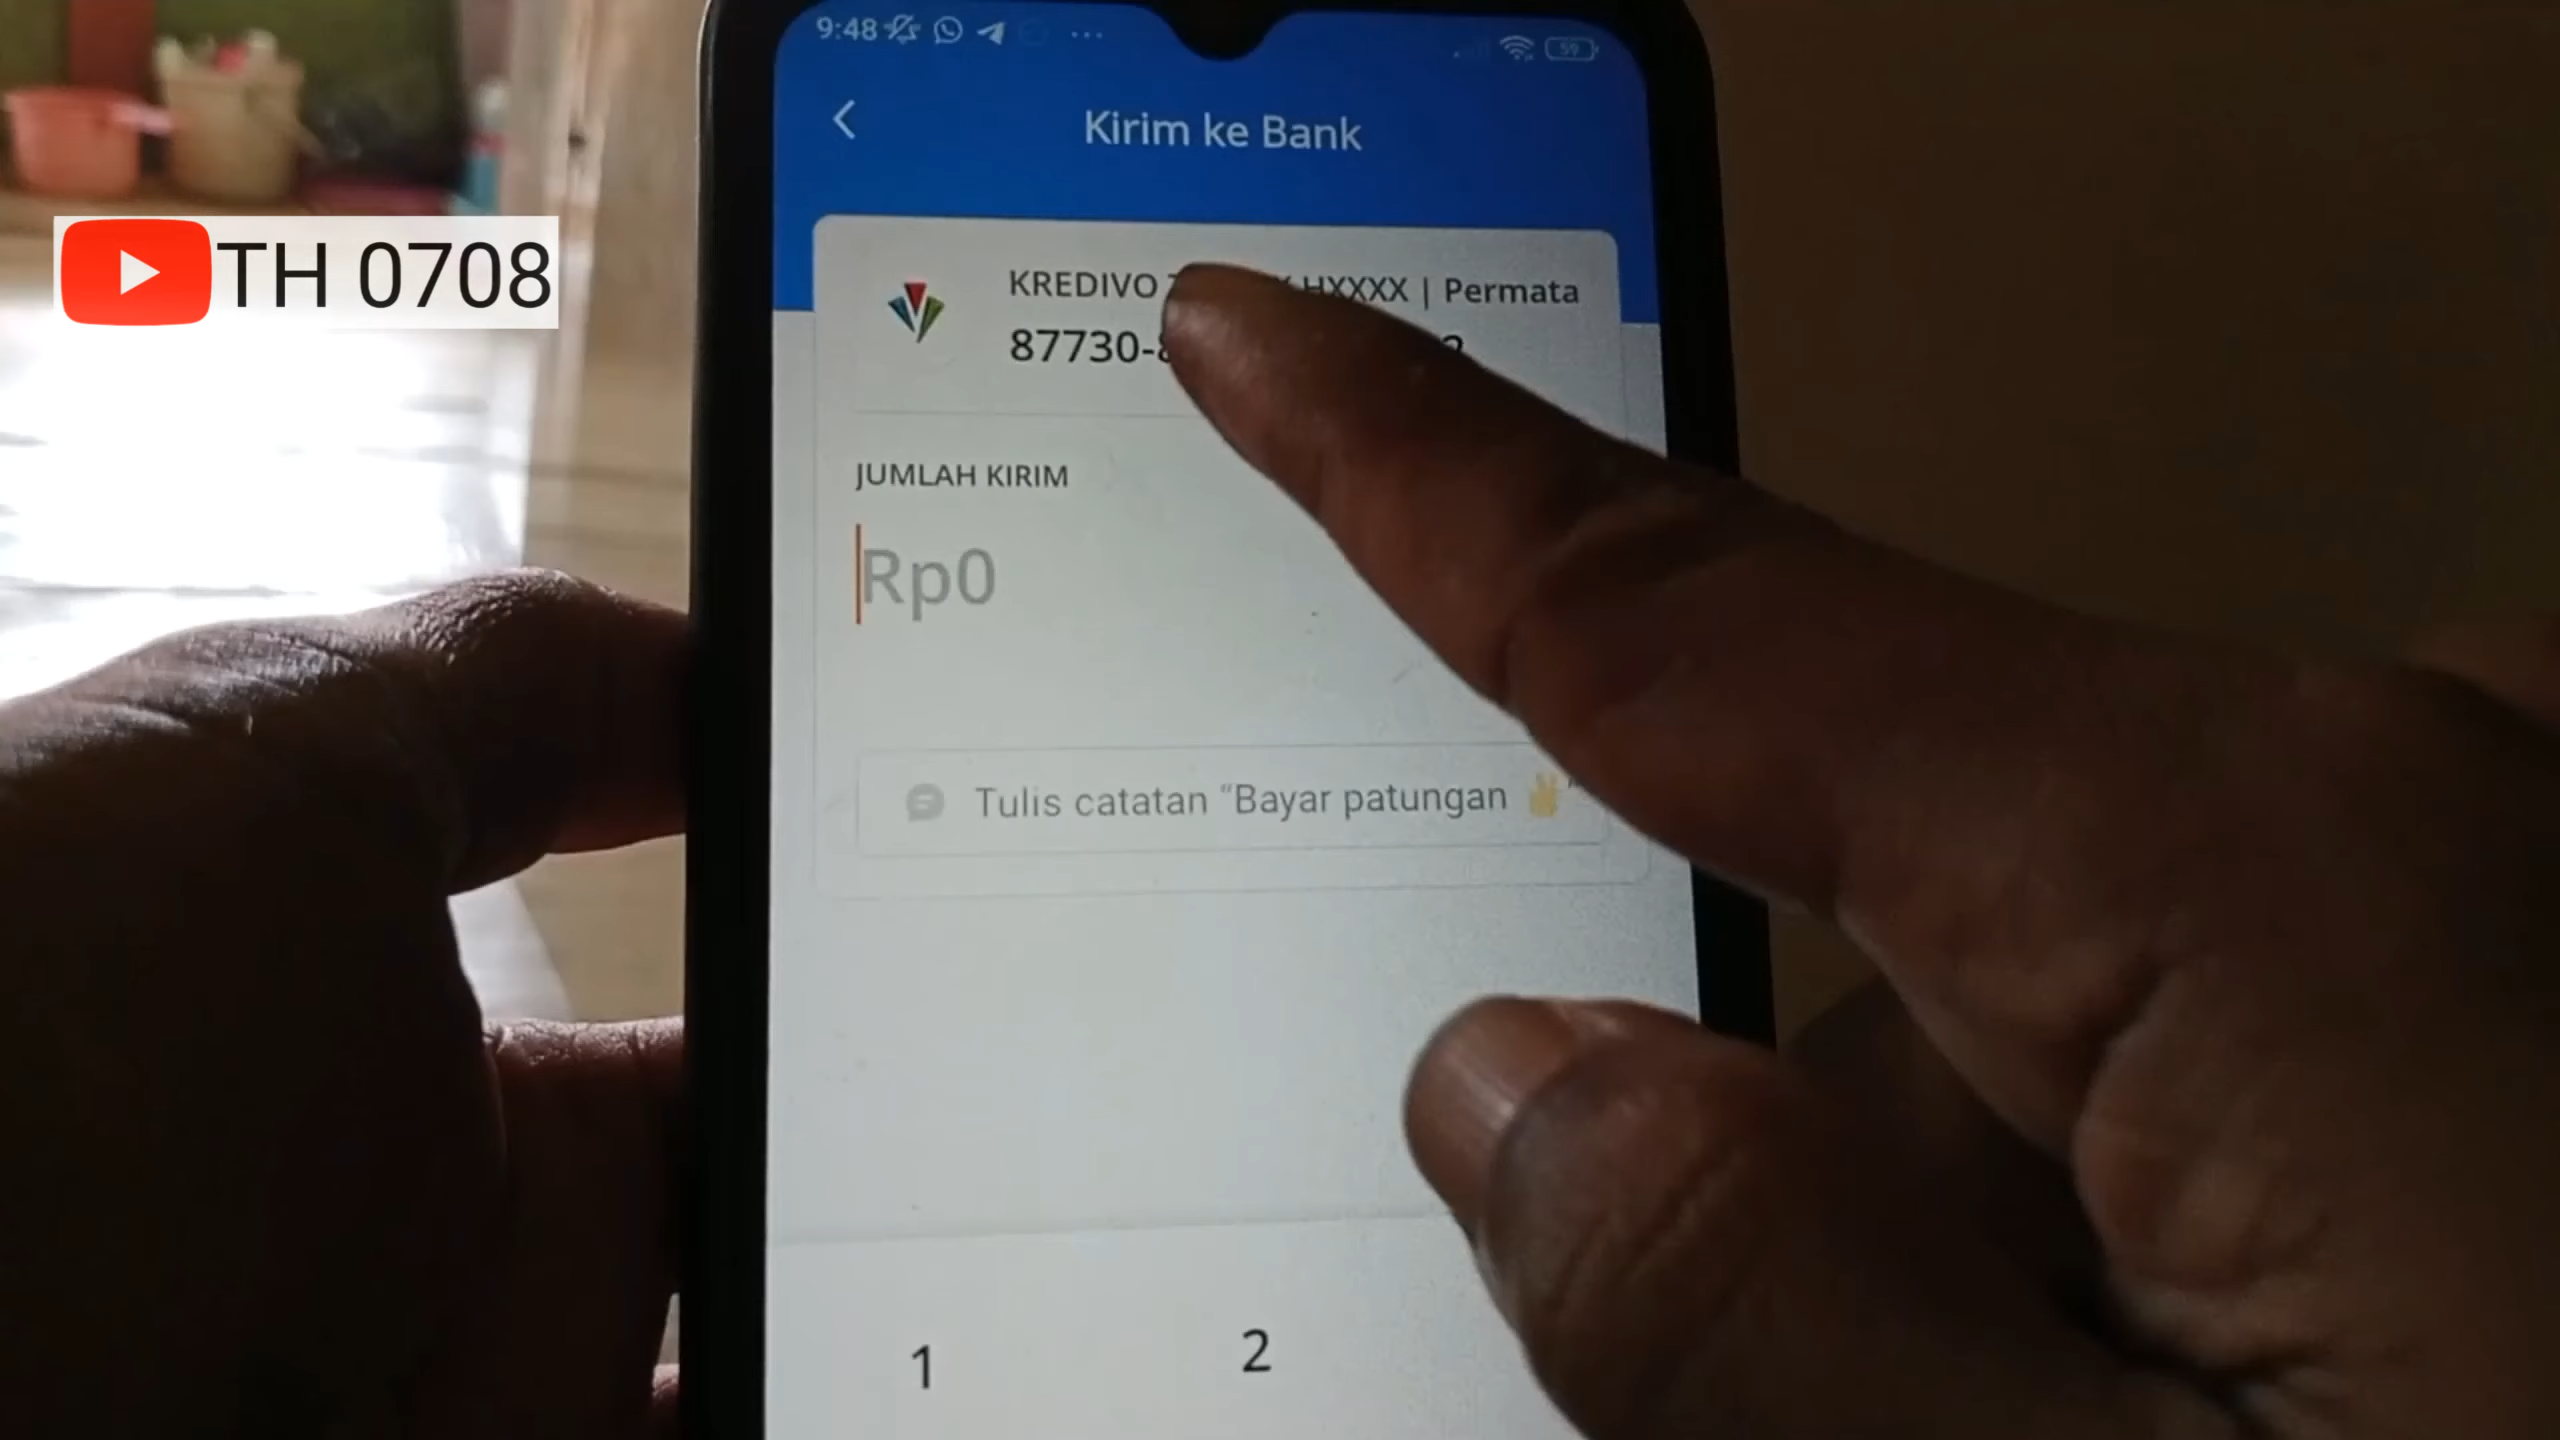 9:48
59
Kirim ke Bank
TH 0708
KREDIVO HXXXX | Permata
87730-
JUMLAH KIRIM
Rp0
Tulis catatan “Bayar patungan ✌”
1 2